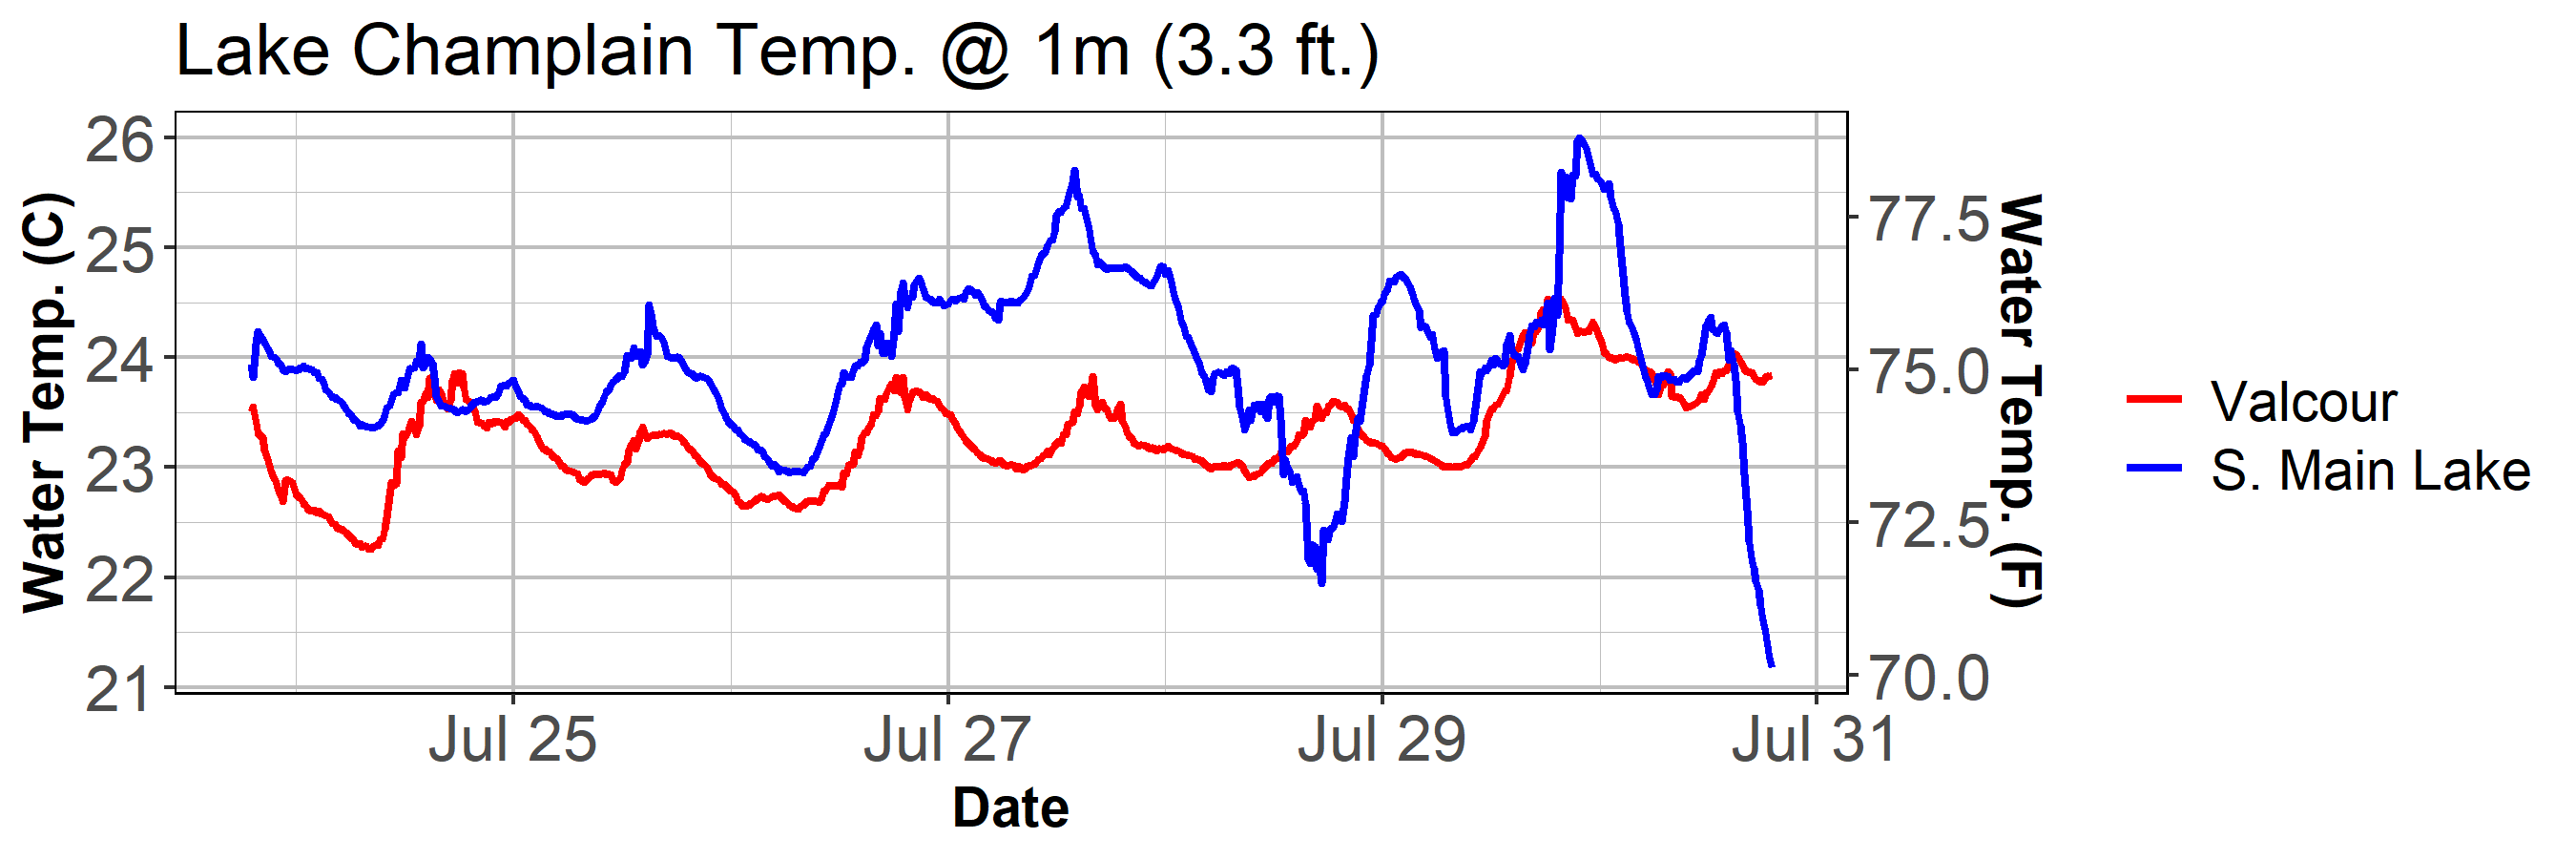 Lake Champlain Temp. @ 1m (3.3 ft.)
Water Temp. (C)
26
25
24
23
22
21
77.5
75.0
72.5
70.0
Water Temp. (F)
Jul 25
Jul 27
Jul 29
Jul 31
Date
Valcour
S. Main Lake